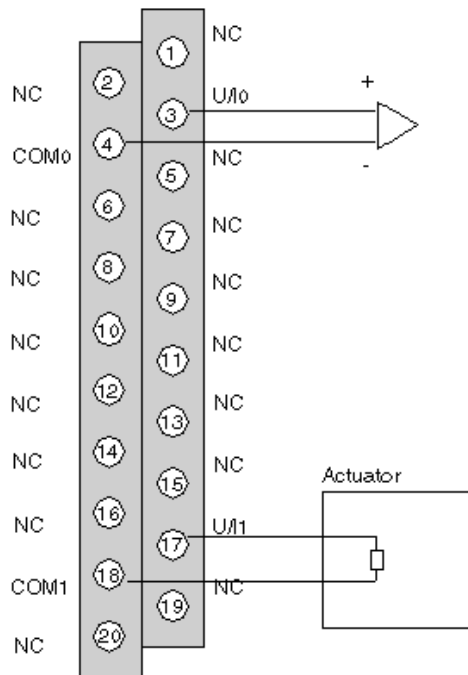 1 NC
2
NC
U/I0 +
3
4
COM0
NC -
5
6
NC
NC
7
8
NC
NC
9
10
NC
NC
11
12
NC
NC
13
14
NC
NC
15
Actuator
16
NC
U/I1
17
18
COM1
NC
19
20
NC